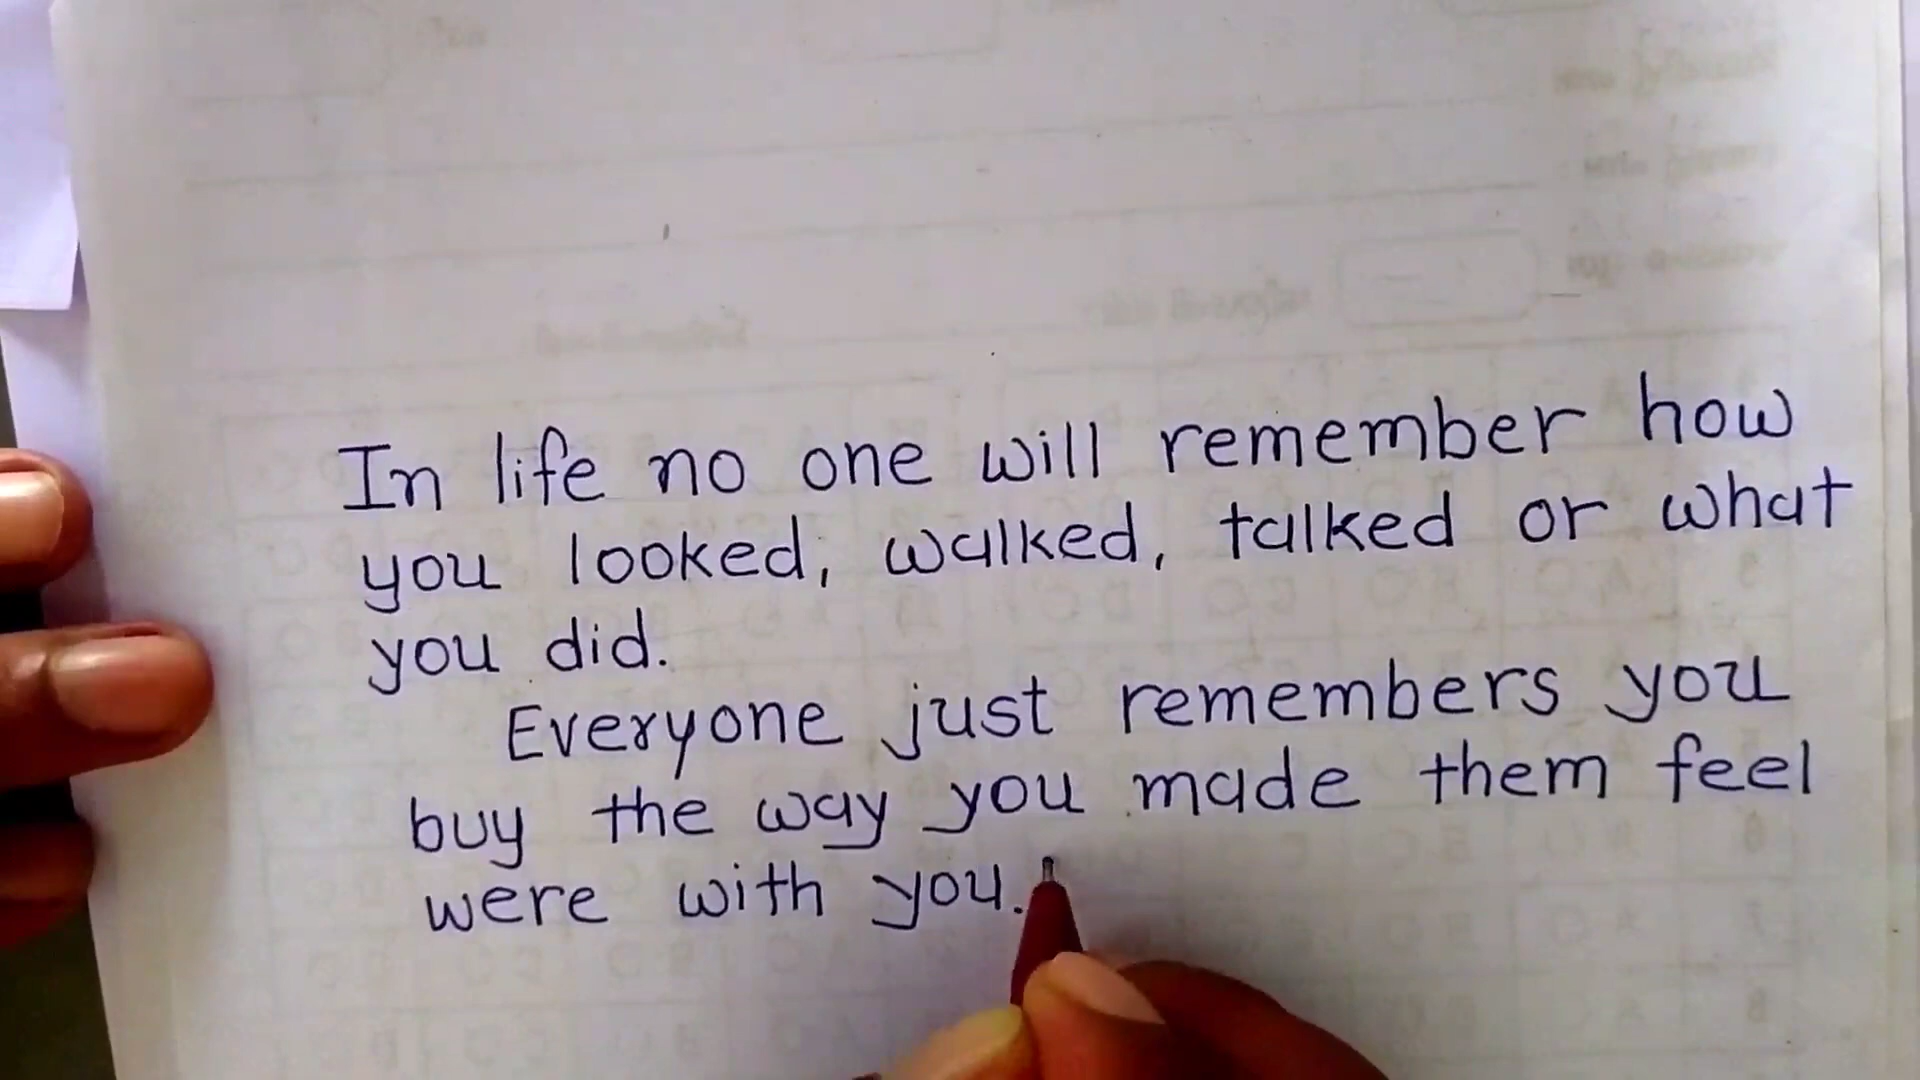 In life no one will remember how
you looked, walked, talked or what
you did.
Everyone just remembers you
buy the way you made them feel
were with you.